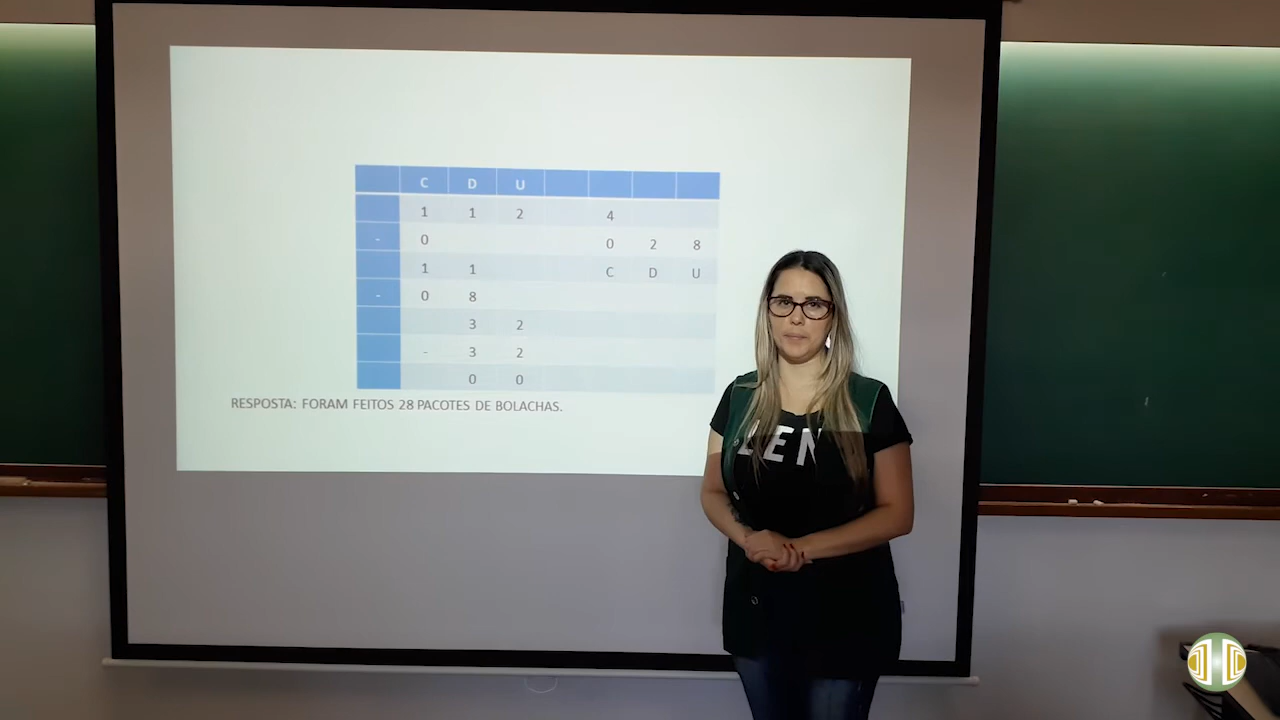 C D U
1 1 2 4
- 0 0 2 8
1 1 C D U
- 0 8
3 2
- 3 2
0 0
RESPOSTA: FORAM FEITOS 28 PACOTES DE BOLACHAS.